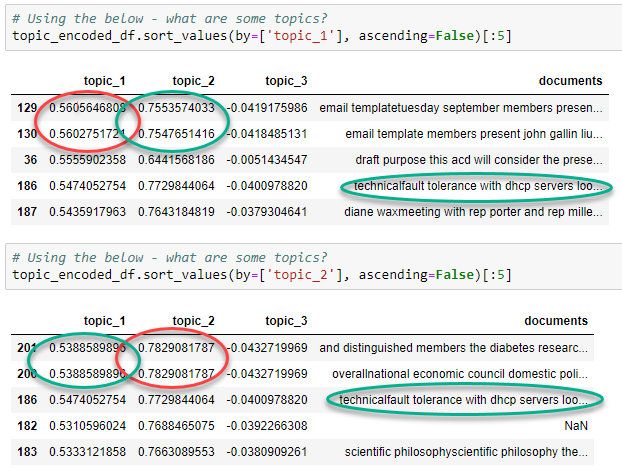 # Using the below - what are some topics?
topic_encoded_df.sort_values(by=['topic_1'], ascending=False)[:5]
topic_1 topic_2 topic_3 documents
129 0.5605646808 0.7553574033 -0.0419175986 email templatetuesday september members presen...
130 0.5602751721 0.7547651416 -0.0418485131 email template members present john gallin liu...
36 0.5555902358 0.6441568186 -0.0051434547 draft purpose this acd will consider the prese...
186 0.5474052754 0.7729844064 -0.0400978820 technicalfault tolerance with dhcp servers loo...
187 0.5435917963 0.7643184819 -0.0379304641 diane waxmeeting with rep porter and rep mille...
# Using the below - what are some topics?
topic_encoded_df.sort_values(by=['topic_2'], ascending=False)[:5]
topic_1 topic_2 topic_3 documents
201 0.5388589896 0.7829081787 -0.0432719969 and distinguished members the diabetes researc...
200 0.5388589896 0.7829081787 -0.0432719969 overallnational economic council domestic poli...
186 0.5474052754 0.7729844064 -0.0400978820 technicalfault tolerance with dhcp servers loo...
182 0.5310596024 0.7688465075 -0.0392266308 NaN
183 0.5333121858 0.7663089553 -0.0380909261 scientific philosophyscientific philosophy the...